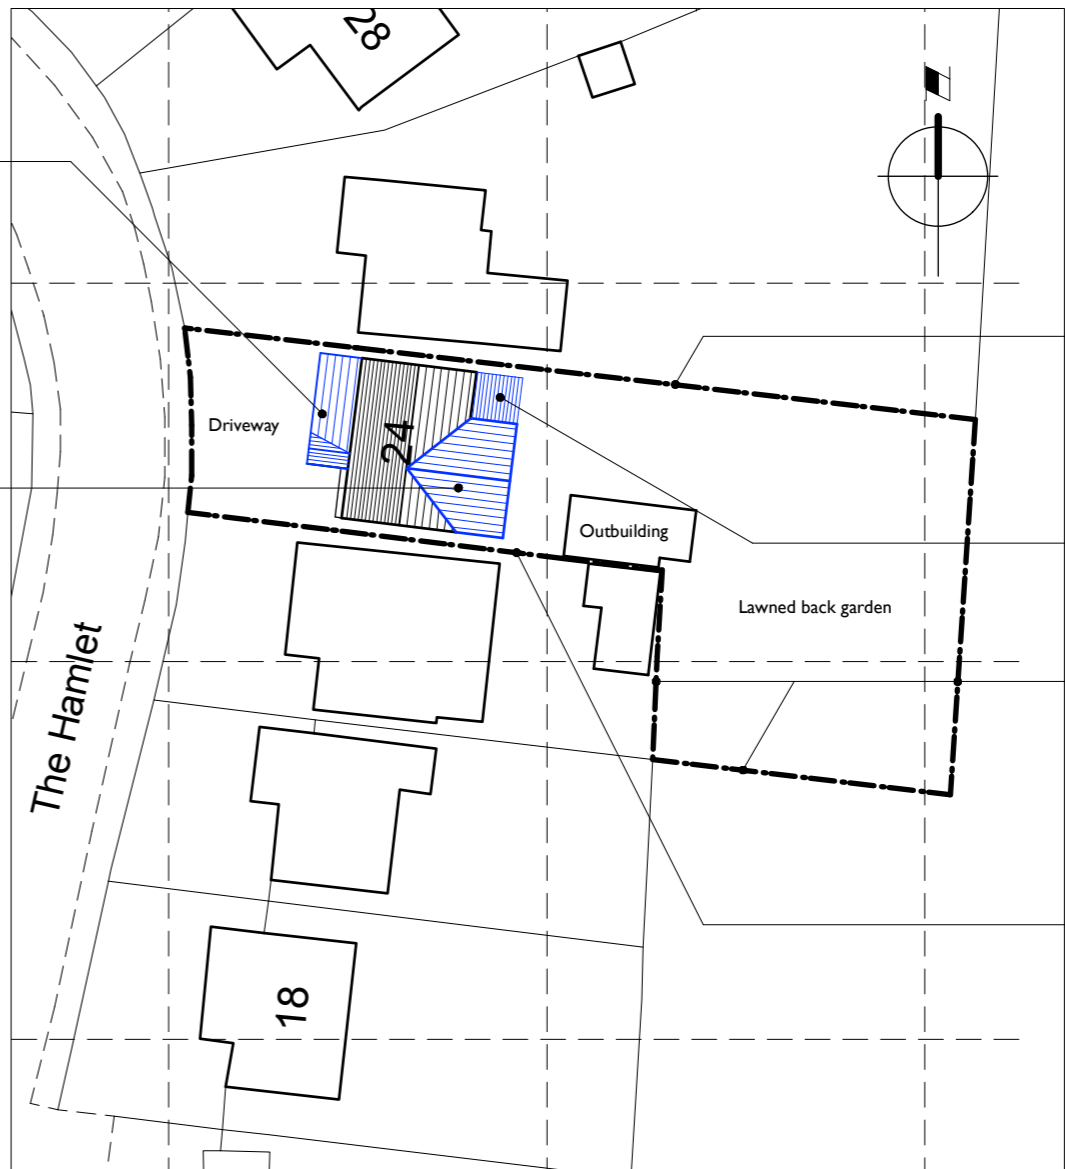 28
Driveway
24
Outbuilding
Lawned back garden
The Hamlet
18